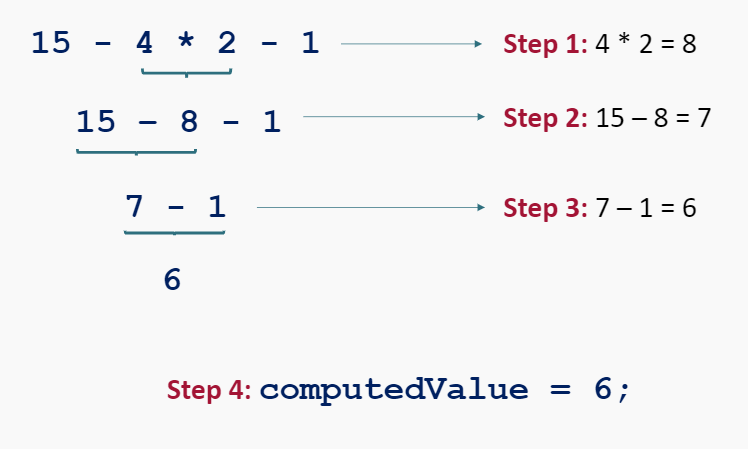 15 - 4 * 2 - 1 Step 1: 4 * 2 = 8
15 – 8 - 1 Step 2: 15 – 8 = 7
7 - 1 Step 3: 7 – 1 = 6
6
Step 4: computedValue = 6;